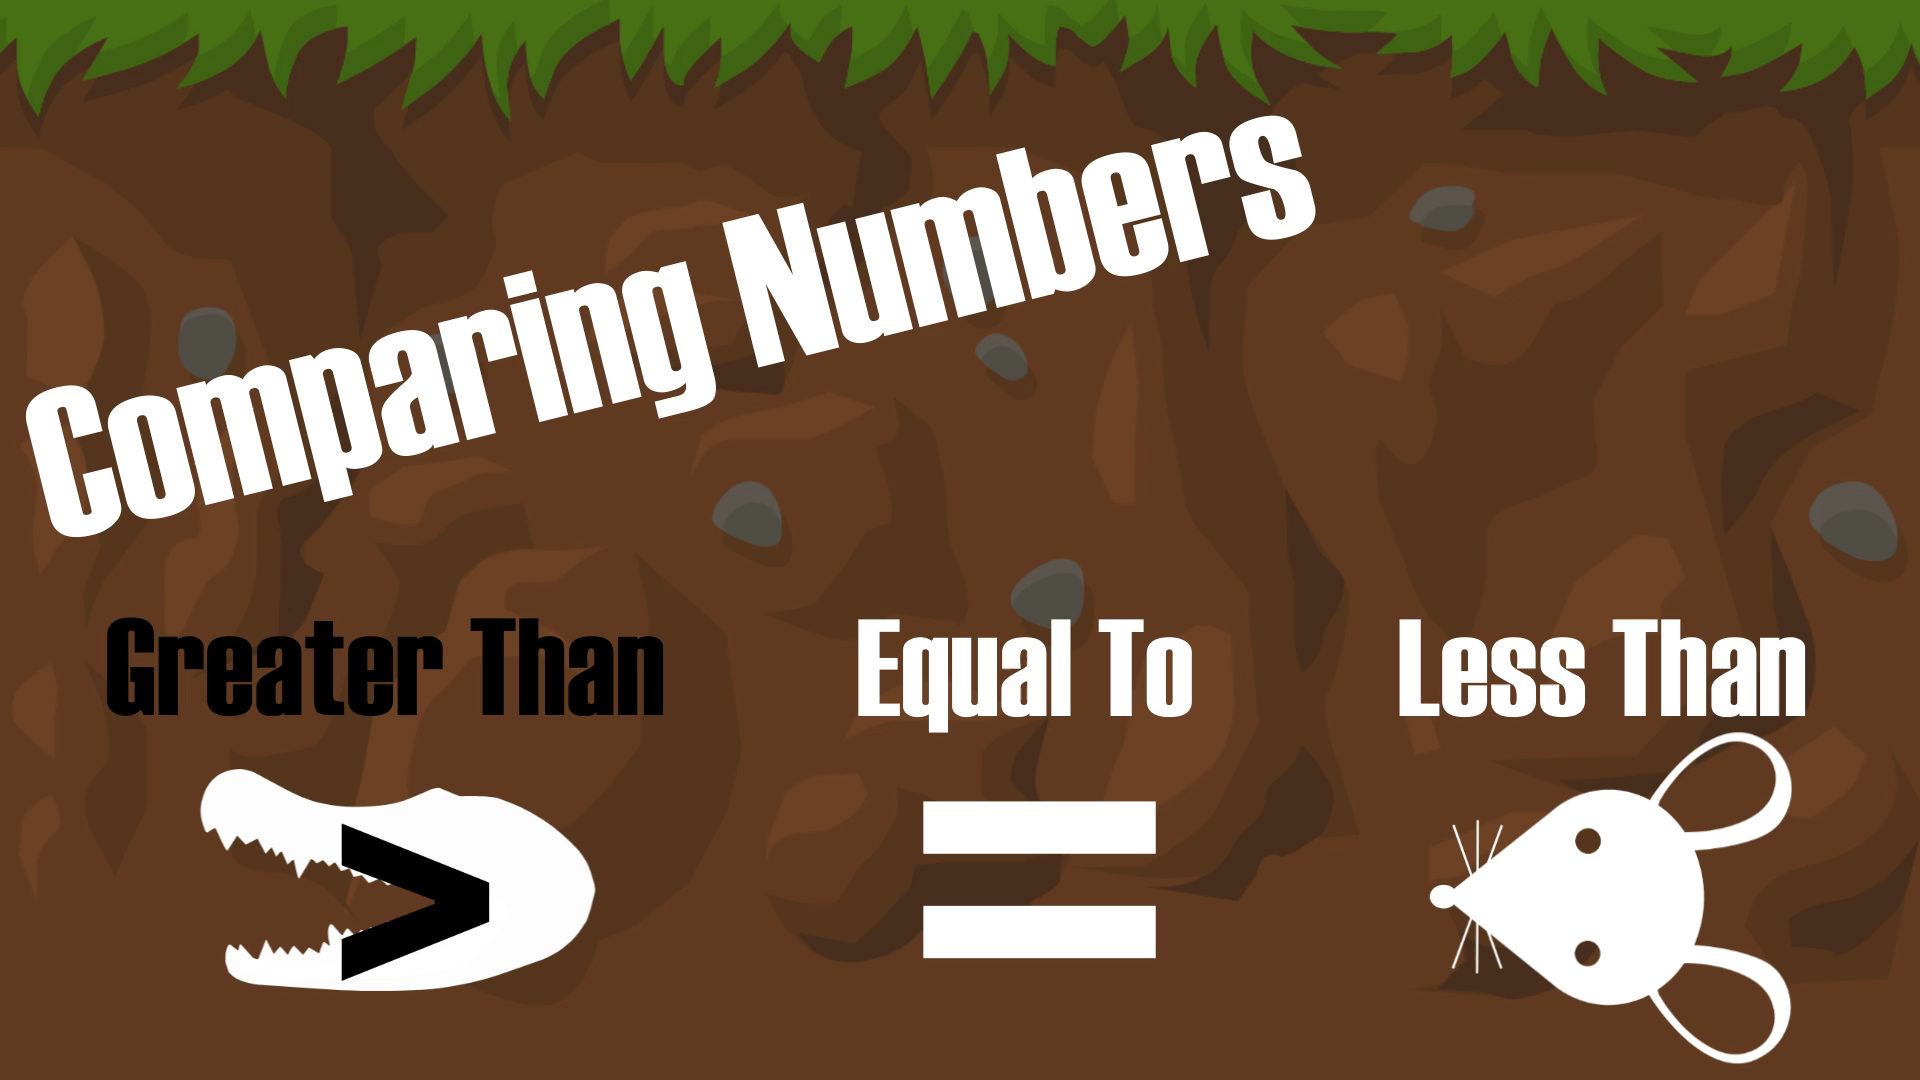 Comparing Numbers
Greater Than
Equal To
Less Than
>
=